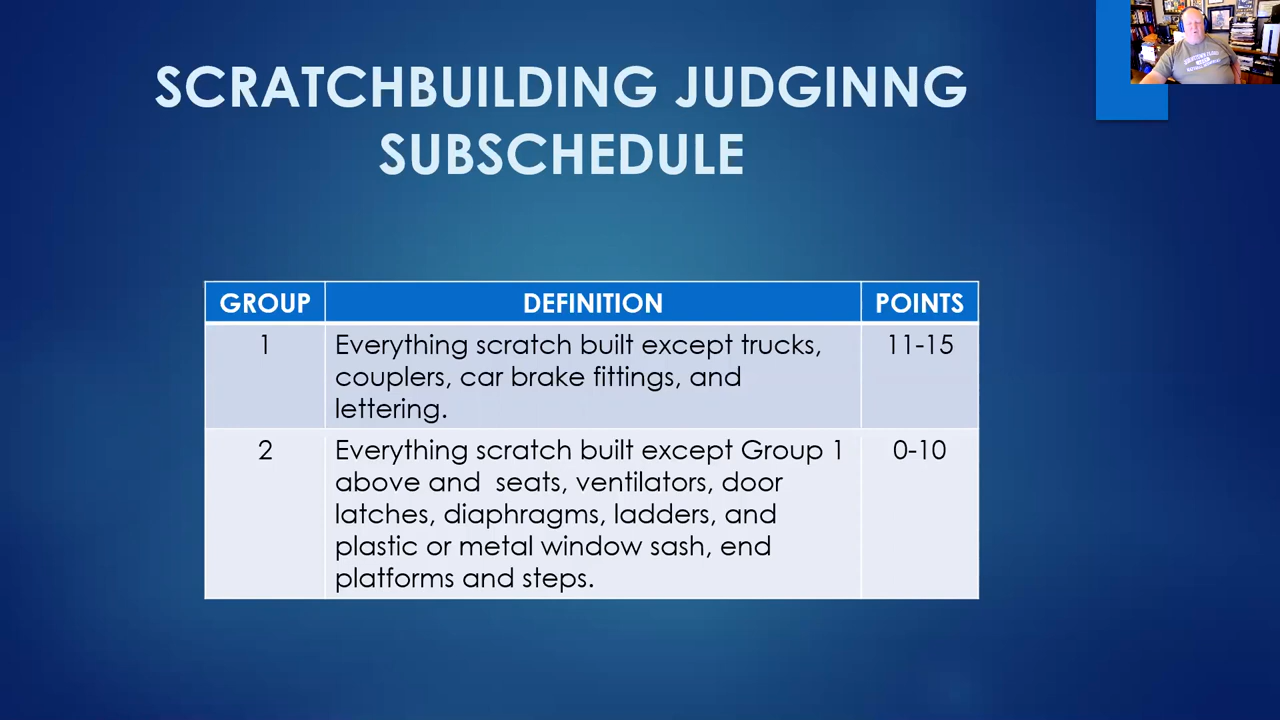 SCRATCHBUILDING JUDGINNG
SUBSCHEDULE
GROUP DEFINITION POINTS
1 Everything scratch built except trucks, 11-15
couplers, car brake fittings, and
lettering.
2 Everything scratch built except Group 1 0-10
above and seats, ventilators, door
latches, diaphragms, ladders, and
plastic or metal window sash, end
platforms and steps.